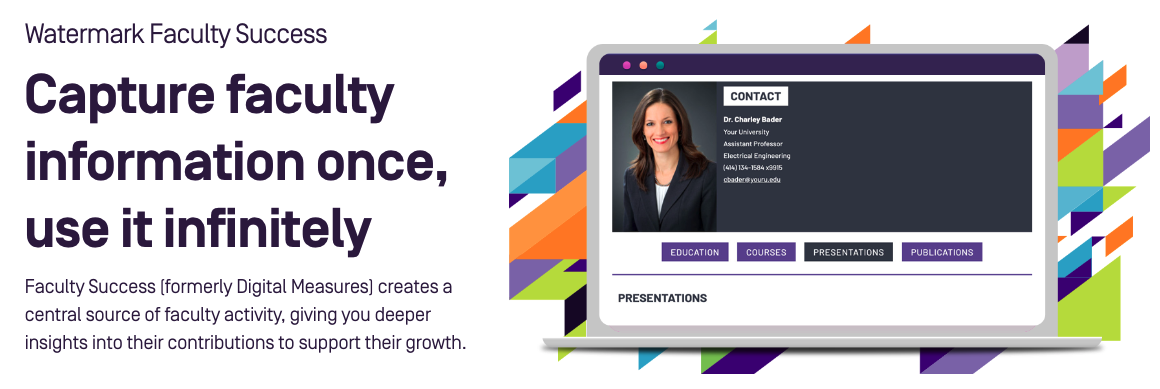 Watermark Faculty Success
Capture faculty
information once,
use it infinitely
Faculty Success (formerly Digital Measures) creates a
central source of faculty activity, giving you deeper
insights into their contributions to support their growth.
CONTACT
Dr. Charley Bader
Your University
Assistant Professor
Electrical Engineering
(414) 134-1584 x9915
cbader@youru.edu
EDUCATION
COURSES
PRESENTATIONS
PUBLICATIONS
PRESENTATIONS